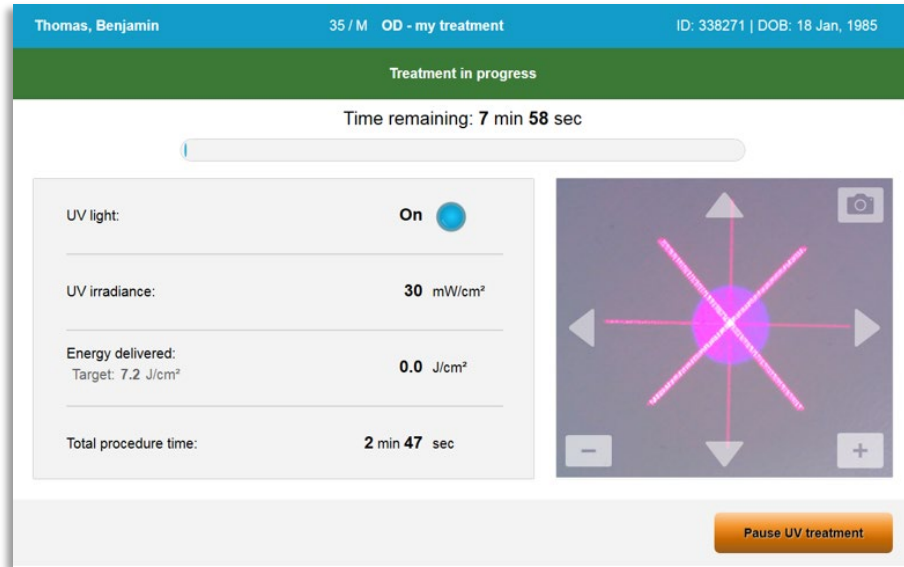 Thomas, Benjamin 35 / M OD - my treatment ID: 338271 | DOB: 18 Jan, 1985
Treatment in progress
Time remaining: 7 min 58 sec
UV light: On
UV irradiance: 30 mW/cm²
Energy delivered: 0.0 J/cm²
Target: 7.2 J/cm²
Total procedure time: 2 min 47 sec
− +
Pause UV treatment